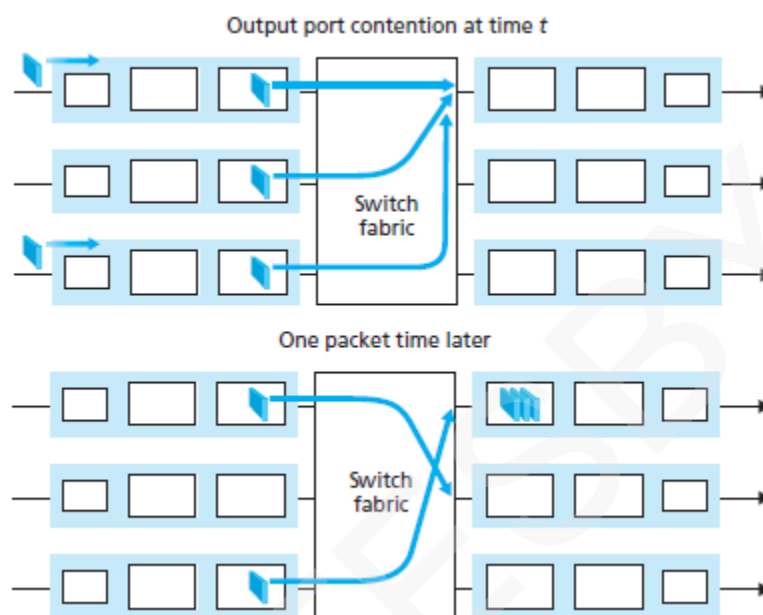 Output port contention at time t
Switch
fabric
One packet time later
Switch
fabric